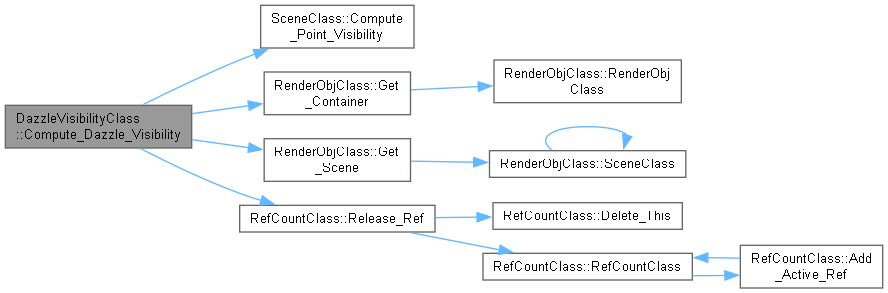 SceneClass::Compute
_Point_Visibility
RenderObjClass::Get
_Container
RenderObjClass::RenderObj
Class
DazzleVisibilityClass
::Compute_Dazzle_Visibility
RenderObjClass::Get
_Scene
RenderObjClass::SceneClass
RefCountClass::Release_Ref
RefCountClass::Delete_This
RefCountClass::RefCountClass
RefCountClass::Add
_Active_Ref